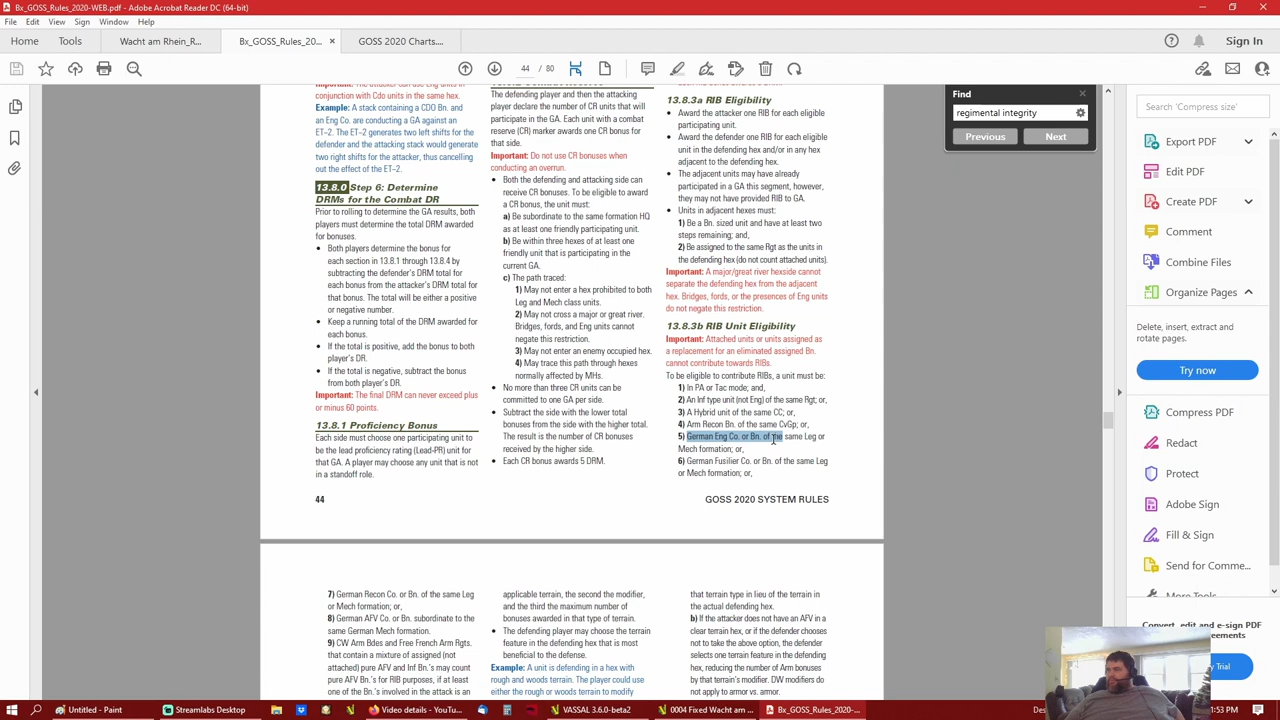 Bx_GOSS_Rules_2020-WEB.pdf - Adobe Acrobat Reader DC (64-bit)
File Edit View Sign Window Help
Home Tools Wacht am Rhein_R... Bx_GOSS_Rules_20... × GOSS 2020 Charts.... Sign In
44 / 80
conjunction with Cdo units in the same hex.
Example: A stack containing a CDO Bn. and
an Eng Co. are conducting a GA against an
ET–2. The ET–2 generates two left shifts for the
defender and the attacking stack would generate
two right shifts for the attacker, thus cancelling
out the effect of the ET–2.
13.8.0 Step 6: Determine
DRMs for the Combat DR
Prior to rolling to determine the GA results, both
players must determine the total DRM awarded
for bonuses.
• Both players determine the bonus for
each section in 13.8.1 through 13.8.4 by
subtracting the defender's DRM total for
each bonus from the attacker's DRM total for
that bonus. The total will be either a positive
or negative number.
• Keep a running total of the DRM awarded for
each bonus.
• If the total is positive, add the bonus to both
player's DR.
• If the total is negative, subtract the bonus
from both player's DR.
Important: The final DRM can never exceed plus
or minus 60 points.
13.8.1 Proficiency Bonus
Each side must choose one participating unit to
be the lead proficiency rating (Lead-PR) unit for
that GA. A player may choose any unit that is not
in a standoff role.
44
The defending player and then the attacking
player declare the number of CR units that will
participate in the GA. Each unit with a combat
reserve (CR) marker awards one CR bonus for
that side.
Important: Do not use CR bonuses when
conducting an overrun.
• Both the defending and attacking side can
receive CR bonuses. To be eligible to award
a CR bonus, the unit must:
a) Be subordinate to the same formation HQ
as at least one friendly participating unit.
b) Be within three hexes of at least one
friendly unit that is participating in the
current GA.
c) The path traced:
1) May not enter a hex prohibited to both
Leg and Mech class units.
2) May not cross a major or great river.
Bridges, fords, and Eng units cannot
negate this restriction.
3) May not enter an enemy occupied hex.
4) May trace this path through hexes
normally affected by MHs.
• No more than three CR units can be
committed to one GA per side.
• Subtract the side with the lower total
bonuses from the side with the higher total.
The result is the number of CR bonuses
received by the higher side.
• Each CR bonus awards 5 DRM.
13.8.3a RIB Eligibility
• Award the attacker one RIB for each eligible
participating unit.
• Award the defender one RIB for each eligible
unit in the defending hex and/or in any hex
adjacent to the defending hex.
• The adjacent units may have already
participated in a GA this segment, however,
they may not have provided RIB to GA.
• Units in adjacent hexes must:
1) Be a Bn. sized unit and have at least two
steps remaining; and,
2) Be assigned to the same Rgt as the units in
the defending hex (do not count attached units).
Important: A major/great river hexside cannot
separate the defending hex from the adjacent
hex. Bridges, fords, or the presences of Eng units
do not negate this restriction.
13.8.3b RIB Unit Eligibility
Important: Attached units or units assigned as
a replacement for an eliminated assigned Bn.
cannot contribute towards RIBs.
To be eligible to contribute RIBs, a unit must be:
1) In PA or Tac mode; and,
2) An Inf type unit (not Eng) of the same Rgt; or,
3) A Hybrid unit of the same CC; or,
4) Arm Recon Bn. of the same CvGp; or,
5) German Eng Co. or Bn. of the same Leg or
Mech formation; or,
6) German Fusilier Co. or Bn. of the same Leg
or Mech formation; or,
GOSS 2020 SYSTEM RULES
7) German Recon Co. or Bn. of the same Leg
or Mech formation; or,
8) German AFV Co. or Bn. subordinate to the
same German Mech formation.
9) CW Arm Bdes and Free French Arm Rgts.
that contain a mixture of assigned (not
attached) pure AFV and Inf Bn.'s may count
pure AFV Bn.'s for RIB purposes, if at least
one of the Bn.'s involved in the attack is an
applicable terrain, the second the modifier,
and the third the maximum number of
bonuses awarded in that type of terrain.
• The defending player may choose the terrain
feature in the defending hex that is most
beneficial to the defense.
Example: A unit is defending in a hex with
rough and woods terrain. The player could use
either the rough or woods terrain to modify
that terrain type in lieu of the terrain in
the actual defending hex.
b) If the attacker does not have an AFV in a
clear terrain hex, or if the defender chooses
not to take the above option, the defender
selects one terrain feature in the defending
hex, reducing the number of Arm bonuses
by that terrain's modifier. DW modifiers do
not apply to armor vs. armor.
Find
regimental integrity
Previous Next
Search 'Compress size'
Export PDF
Edit PDF
Create PDF
Comment
Combine Files
Organize Pages
Delete, insert, extract and
rotate pages.
Try now
Compress PDF
Redact
Protect
Adobe Sign
Fill & Sign
Send for Comme...
More Tools
Untitled - Paint Streamlabs Desktop Video details - YouTu... VASSAL 3.6.0-beta2 0004 Fixed Wacht am ... Bx_GOSS_Rules_2020-...